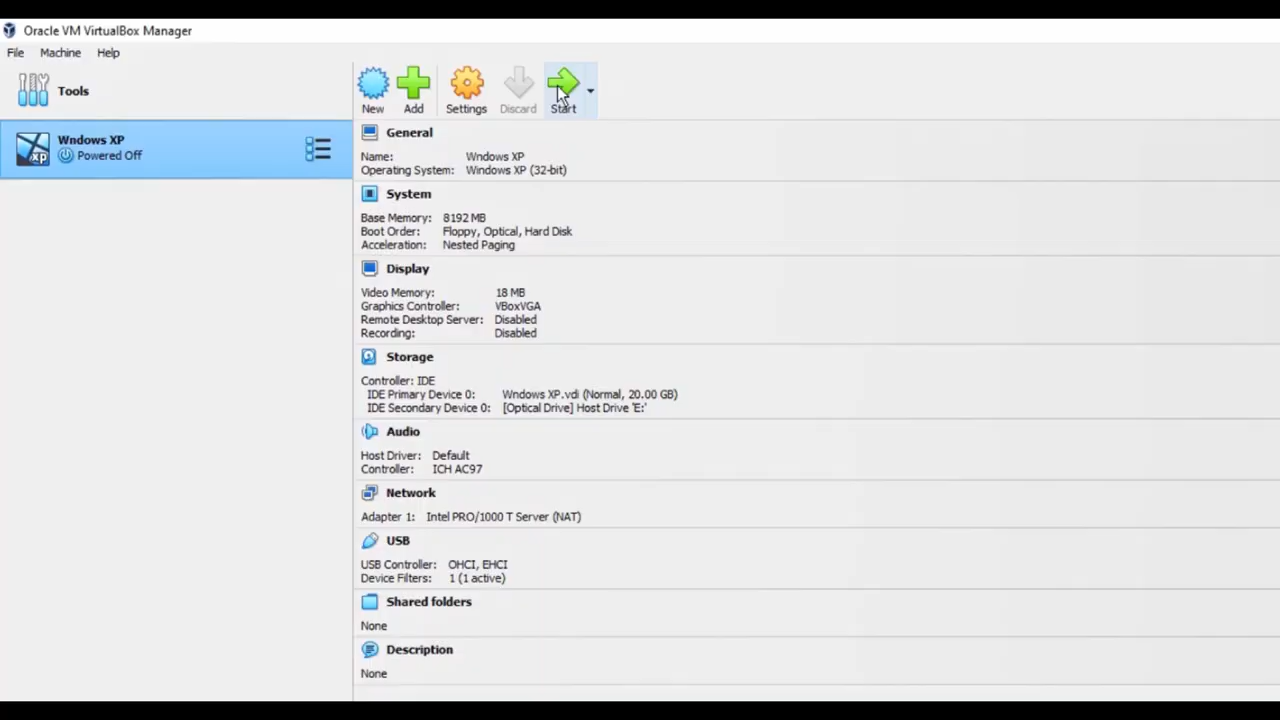 Oracle VM VirtualBox Manager
File Machine Help
Tools
New Add Settings Discard Start
Wndows XP
Powered Off
xp
General
Name: Wndows XP
Operating System: Windows XP (32-bit)
System
Base Memory: 8192 MB
Boot Order: Floppy, Optical, Hard Disk
Acceleration: Nested Paging
Display
Video Memory: 18 MB
Graphics Controller: VBoxVGA
Remote Desktop Server: Disabled
Recording: Disabled
Storage
Controller: IDE
IDE Primary Device 0: Wndows XP.vdi (Normal, 20.00 GB)
IDE Secondary Device 0: [Optical Drive] Host Drive 'E:'
Audio
Host Driver: Default
Controller: ICH AC97
Network
Adapter 1: Intel PRO/1000 T Server (NAT)
USB
USB Controller: OHCI, EHCI
Device Filters: 1 (1 active)
Shared folders
None
Description
None